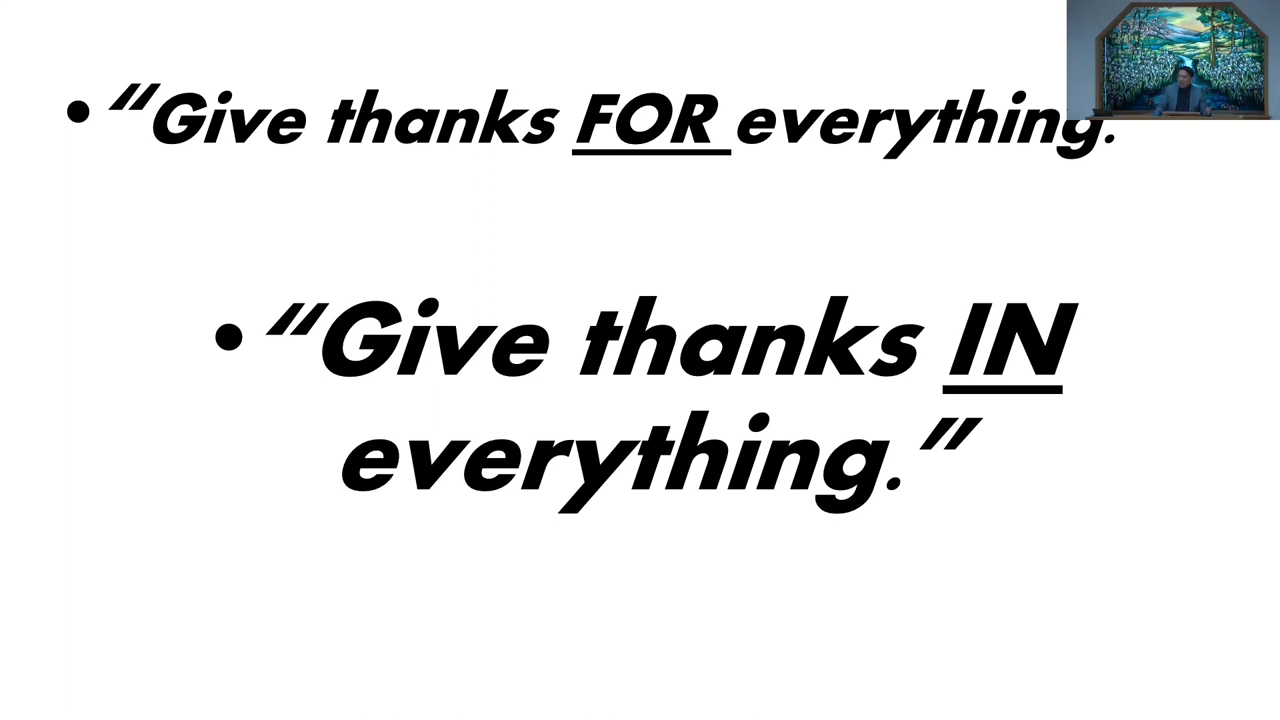 • “Give thanks FOR everything.
• “Give thanks IN
everything.”